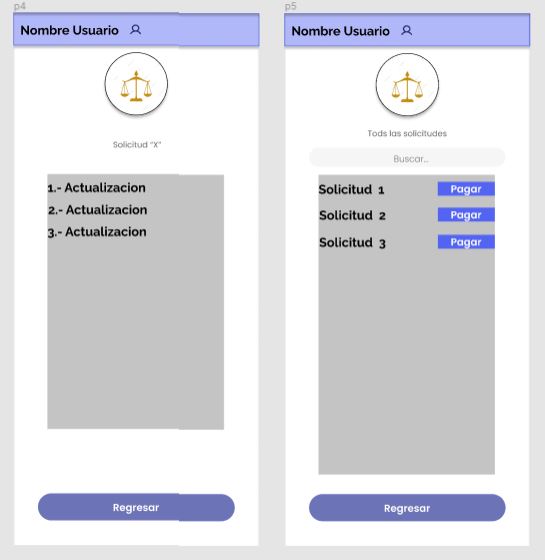 p4
Nombre Usuario
Solicitud "X"
1.- Actualizacion
2.- Actualizacion
3.- Actualizacion
Regresar
p5
Nombre Usuario
Tods las solicitudes
Buscar...
Solicitud 1 Pagar
Solicitud 2 Pagar
Solicitud 3 Pagar
Regresar